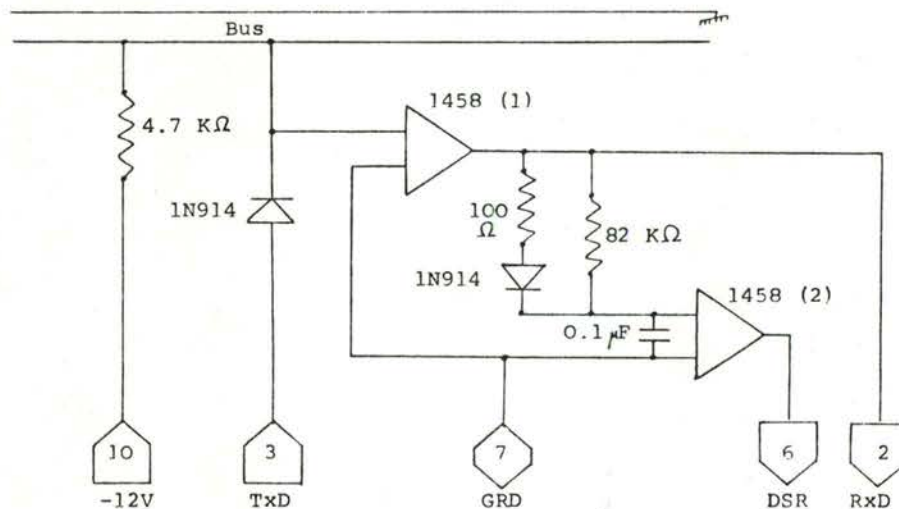 Bus
1458 (1)
4.7 KΩ
1N914
100
Ω
82 KΩ
1N914
1458 (2)
0.1 μF
10
3
7
6
2
-12V
TxD
GRD
DSR
RxD